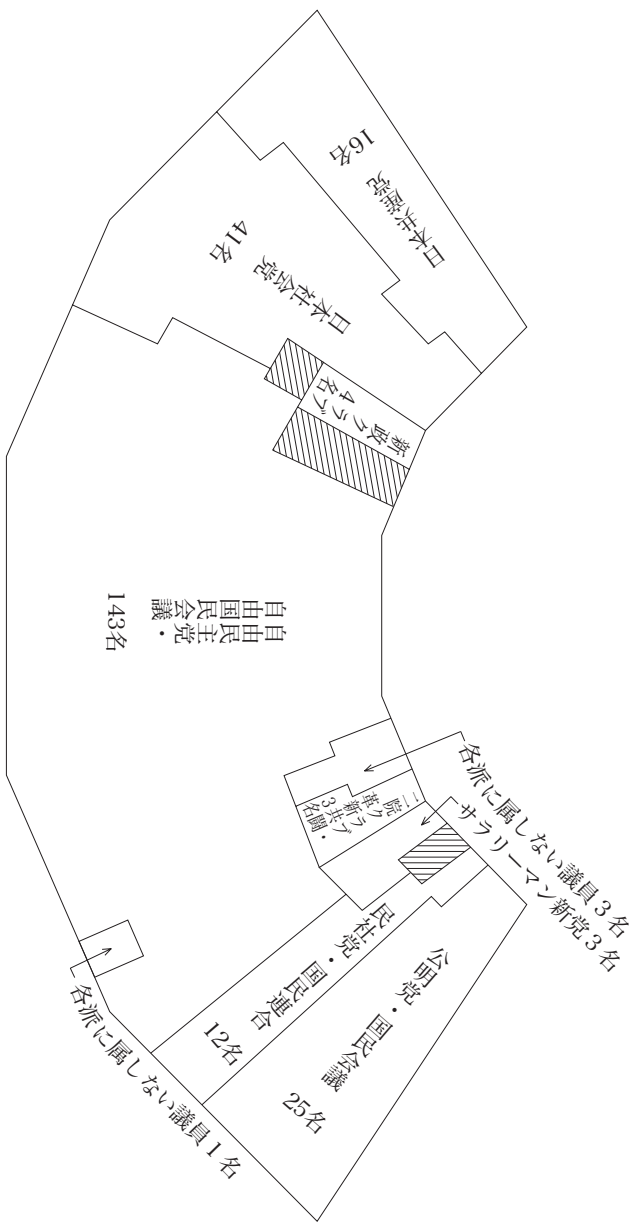 日本共産党
16名
日本社会党
41名
新政クラブ
4名
自由民主党・
自由国民会議
143名
各派に属しない議員3名
サラリーマン新党3名
二院クラブ・
革新共闘
3名
民社党・国民連合
12名
公明党・国民会議
25名
各派に属しない議員1名